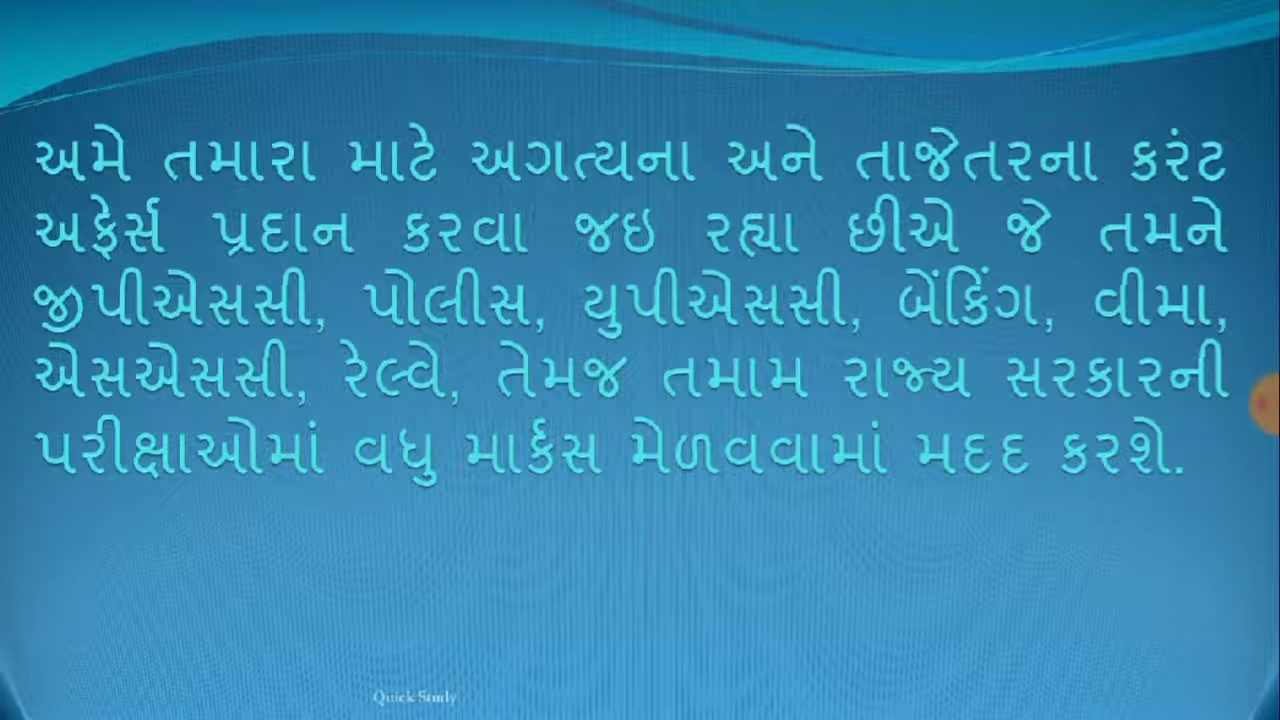 અમે તમારા માટે અગત્યના અને તાજેતરના કરંટ
અફેર્સ પ્રદાન કરવા જઇ રહ્યા છીએ જે તમને
જીપીએસસી, પોલીસ, યુપીએસસી, બેંકિંગ, વીમા,
એસએસસી, રેલ્વે, તેમજ તમામ રાજ્ય સરકારની
પરીક્ષાઓમાં વધુ માર્કસ મેળવવામાં મદદ કરશે.
Quick Study